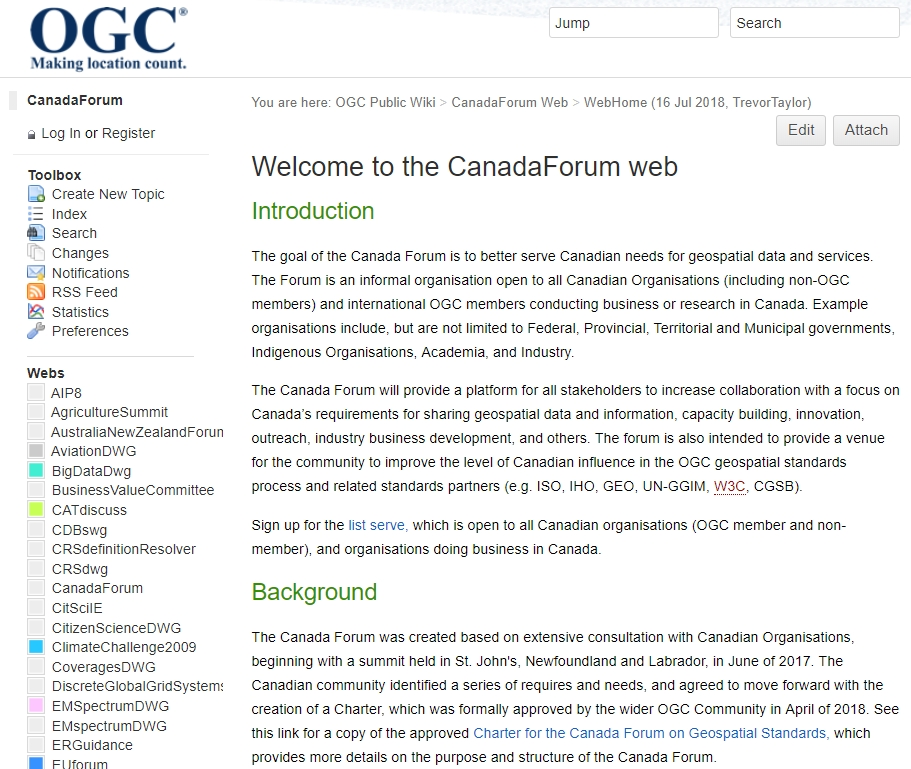 OGC®
Making location count.
Jump
Search
CanadaForum
Log In or Register
Toolbox
Create New Topic
Index
Search
Changes
Notifications
RSS Feed
Statistics
Preferences
Webs
AIP8
AgricultureSummit
AustraliaNewZealandForun
AviationDWG
BigDataDwg
BusinessValueCommittee
CATdiscuss
CDBswg
CRSdefinitionResolver
CRSdwg
CanadaForum
CitSciIE
CitizenScienceDWG
ClimateChallenge2009
CoveragesDWG
DiscreteGlobalGridSystems
EMSpectrumDWG
EMspectrumDWG
ERGuidance
EUforum
You are here: OGC Public Wiki > CanadaForum Web > WebHome (16 Jul 2018, TrevorTaylor)
Edit
Attach
Welcome to the CanadaForum web
Introduction
The goal of the Canada Forum is to better serve Canadian needs for geospatial data and services.
The Forum is an informal organisation open to all Canadian Organisations (including non-OGC
members) and international OGC members conducting business or research in Canada. Example
organisations include, but are not limited to Federal, Provincial, Territorial and Municipal governments,
Indigenous Organisations, Academia, and Industry.
The Canada Forum will provide a platform for all stakeholders to increase collaboration with a focus on
Canada's requirements for sharing geospatial data and information, capacity building, innovation,
outreach, industry business development, and others. The forum is also intended to provide a venue
for the community to improve the level of Canadian influence in the OGC geospatial standards
process and related standards partners (e.g. ISO, IHO, GEO, UN-GGIM, W3C, CGSB).
Sign up for the list serve, which is open to all Canadian organisations (OGC member and non-
member), and organisations doing business in Canada.
Background
The Canada Forum was created based on extensive consultation with Canadian Organisations,
beginning with a summit held in St. John's, Newfoundland and Labrador, in June of 2017. The
Canadian community identified a series of requires and needs, and agreed to move forward with the
creation of a Charter, which was formally approved by the wider OGC Community in April of 2018. See
this link for a copy of the approved Charter for the Canada Forum on Geospatial Standards, which
provides more details on the purpose and structure of the Canada Forum.